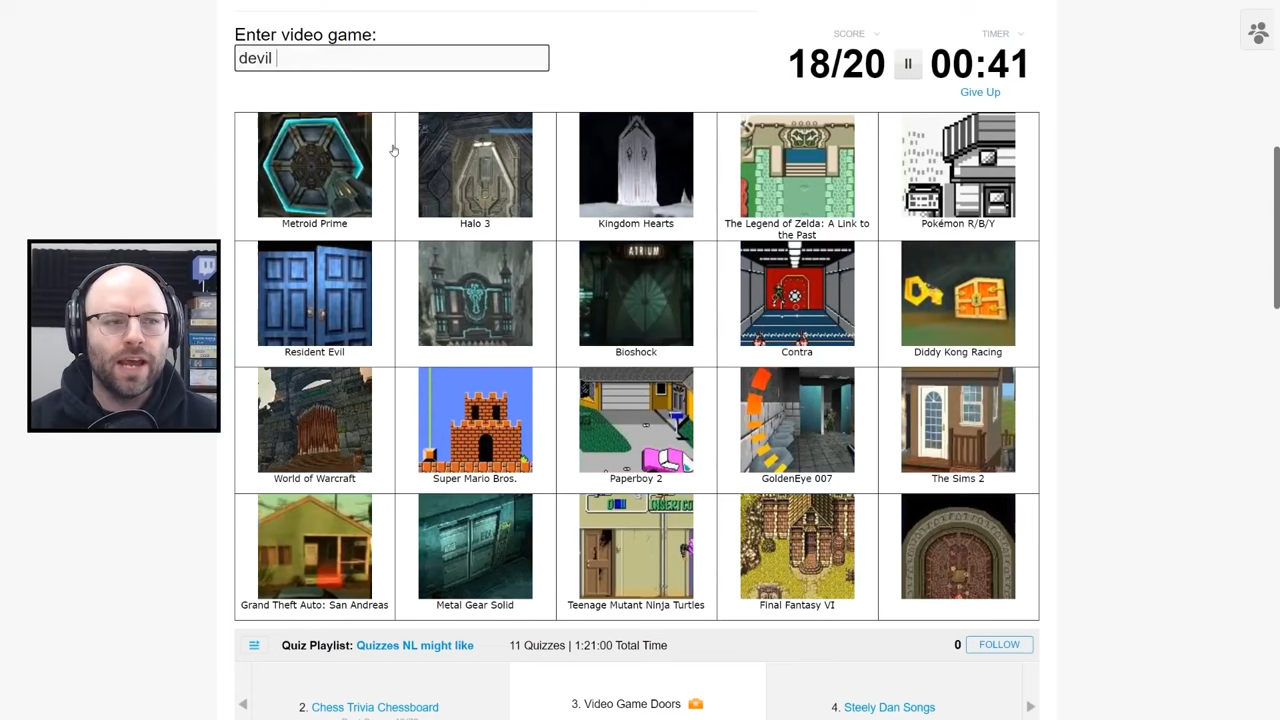 Enter video game:
devil
SCORE
TIMER
18/20
00:41
Give Up
Metroid Prime
Halo 3
Kingdom Hearts
The Legend of Zelda: A Link to
the Past
Pokémon R/B/Y
ATRIUM
Resident Evil
Bioshock
Contra
Diddy Kong Racing
World of Warcraft
Super Mario Bros.
Paperboy 2
GoldenEye 007
The Sims 2
INSERT CO
Grand Theft Auto: San Andreas
Metal Gear Solid
Teenage Mutant Ninja Turtles
Final Fantasy VI
Quiz Playlist: Quizzes NL might like
11 Quizzes | 1:21:00 Total Time
0
FOLLOW
2. Chess Trivia Chessboard
3. Video Game Doors
4. Steely Dan Songs